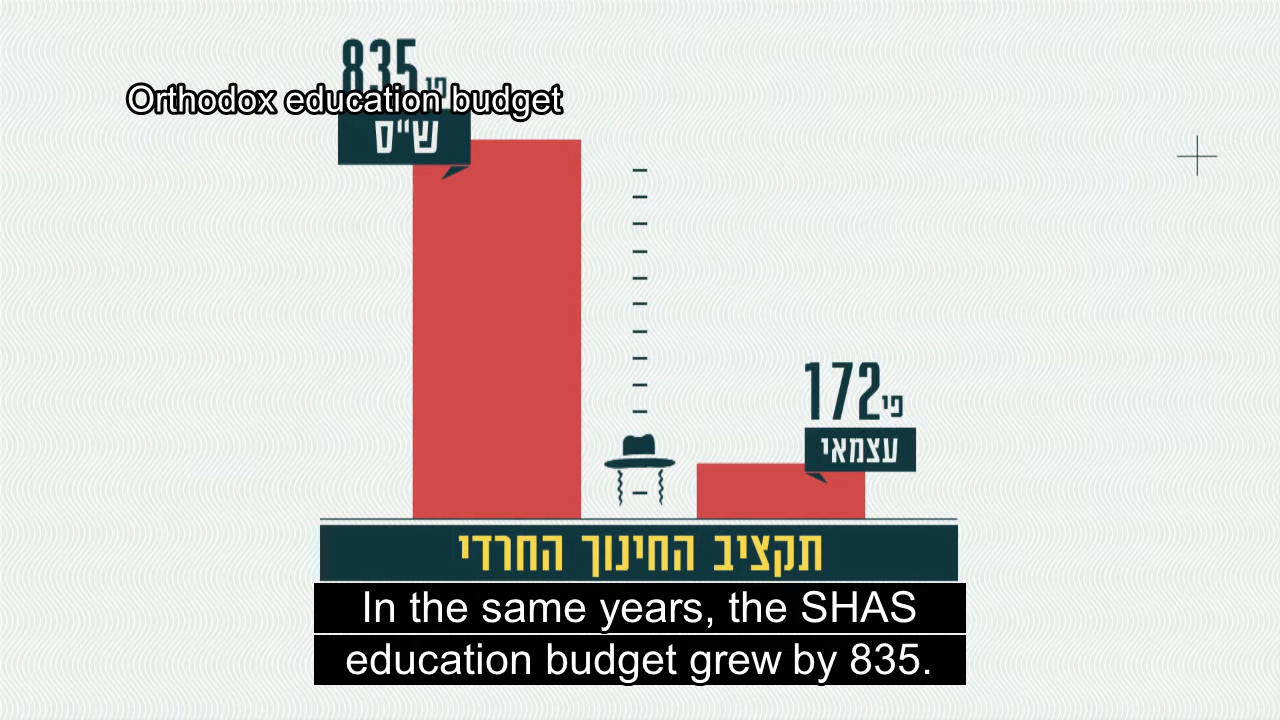 פי 835
Orthodox education budget
ש"ס
פי 172
עצמאי
תקציב החינוך החרדי
In the same years, the SHAS
education budget grew by 835.